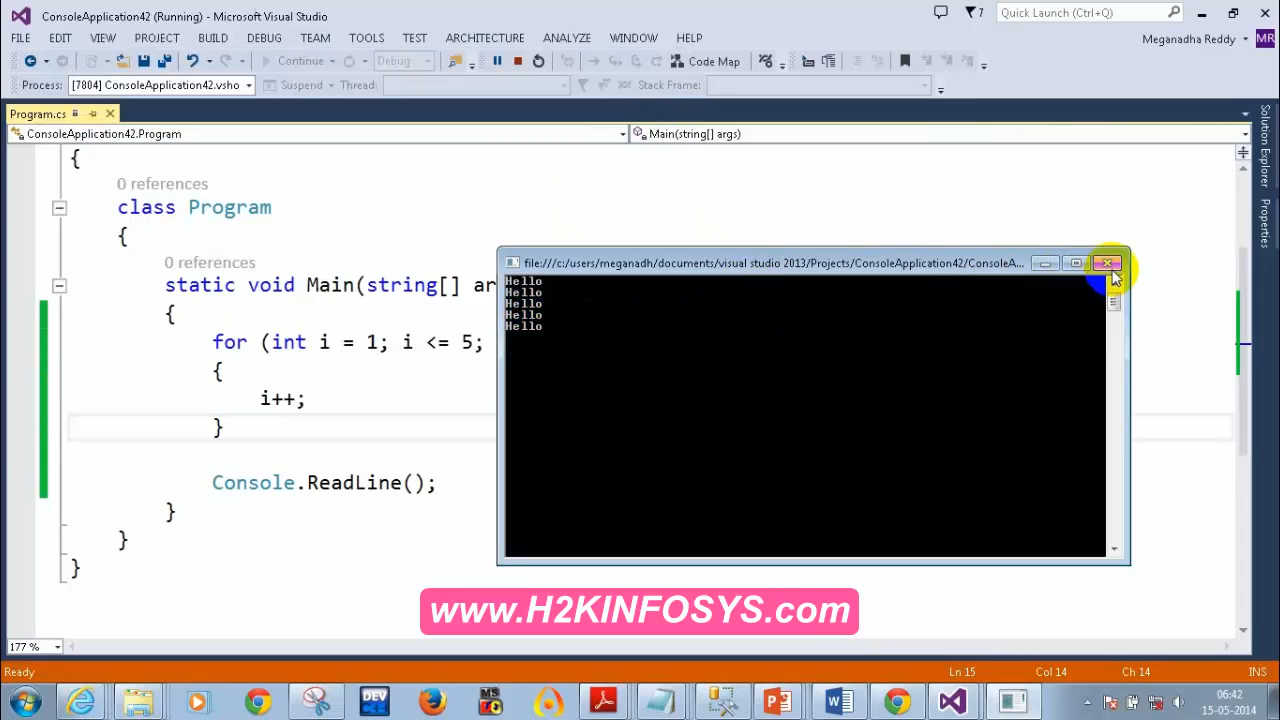 ConsoleApplication42 (Running) - Microsoft Visual Studio
7
Quick Launch (Ctrl+Q)
FILE EDIT VIEW PROJECT BUILD DEBUG TEAM TOOLS TEST ARCHITECTURE ANALYZE WINDOW HELP
Meganadha Reddy MR
Continue Debug Code Map
Process: [7804] ConsoleApplication42.vsho Suspend Thread: Stack Frame:
Program.cs
ConsoleApplication42.Program Main(string[] args)
Solution Explorer
Properties
{
0 references
class Program
{
0 references
static void Main(string[] ar
{
for (int i = 1; i <= 5;
{
i++;
}
Console.ReadLine();
}
}
}
file:///c:/users/meganadh/documents/visual studio 2013/Projects/ConsoleApplication42/ConsoleA...
Hello
Hello
Hello
Hello
Hello
www.H2KINFOSYS.com
177 %
Ready Ln 15 Col 14 Ch 14 INS
DEV
MS
06:42
15-05-2014